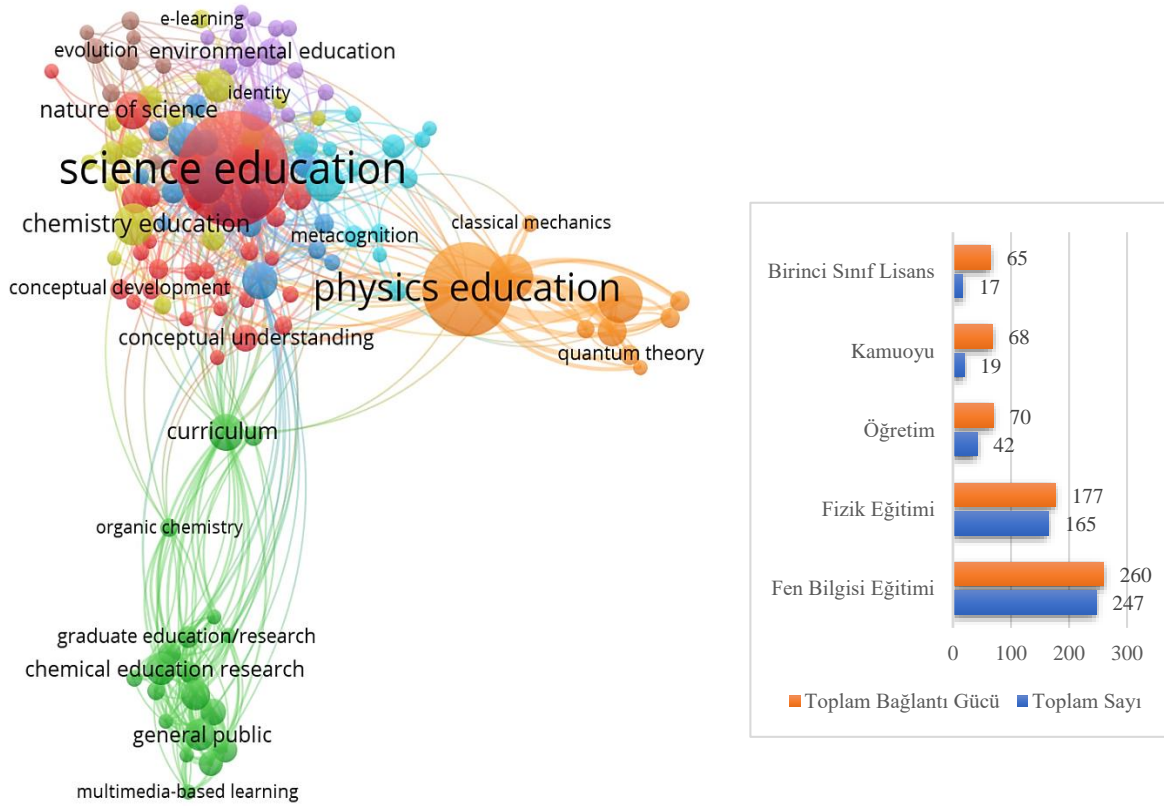 e-learning
evolution
environmental education
identity
nature of science
science education
chemistry education
classical mechanics
metacognition
conceptual development
physics education
conceptual understanding
quantum theory
curriculum
organic chemistry
graduate education/research
chemical education research
general public
multimedia-based learning
Birinci Sınıf Lisans
65
17
Kamuoyu
68
19
Öğretim
70
42
Fizik Eğitimi
177
165
Fen Bilgisi Eğitimi
260
247
0 100 200 300
Toplam Bağlantı Gücü Toplam Sayı